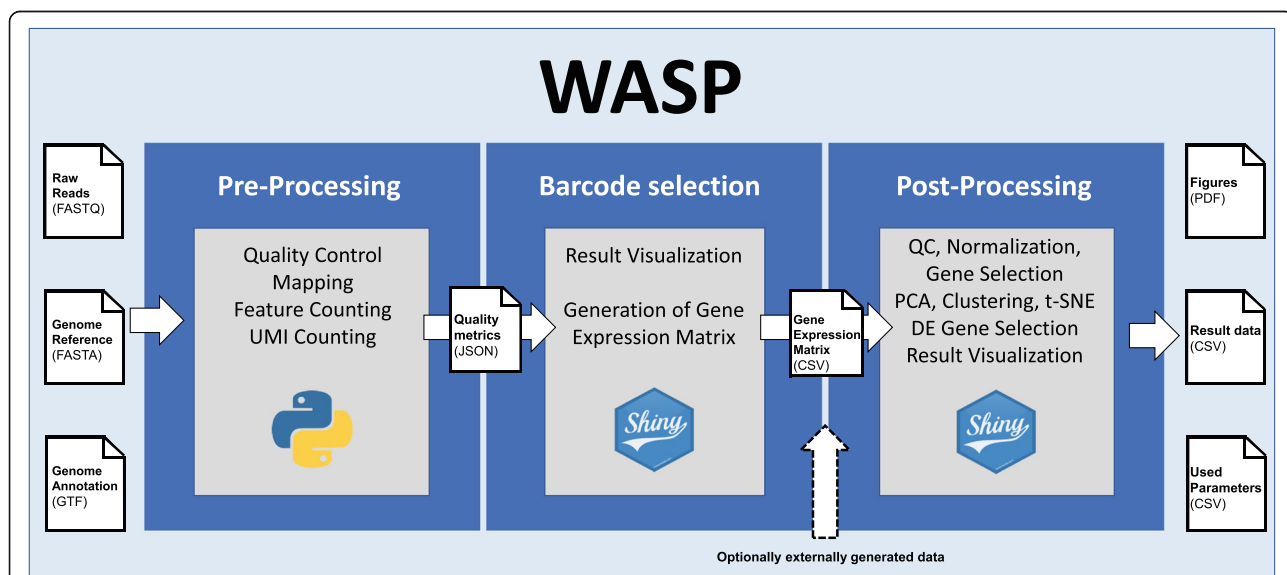 WASP
Raw
Reads
(FASTQ)
Genome
Reference
(FASTA)
Genome
Annotation
(GTF)
Pre-Processing
Quality Control
Mapping
Feature Counting
UMI Counting
Quality
metrics
(JSON)
Barcode selection
Result Visualization
Generation of Gene
Expression Matrix
Shiny
Gene
Expression
Matrix
(CSV)
Optionally externally generated data
Post-Processing
QC, Normalization,
Gene Selection
PCA, Clustering, t-SNE
DE Gene Selection
Result Visualization
Shiny
Figures
(PDF)
Result data
(CSV)
Used
Parameters
(CSV)